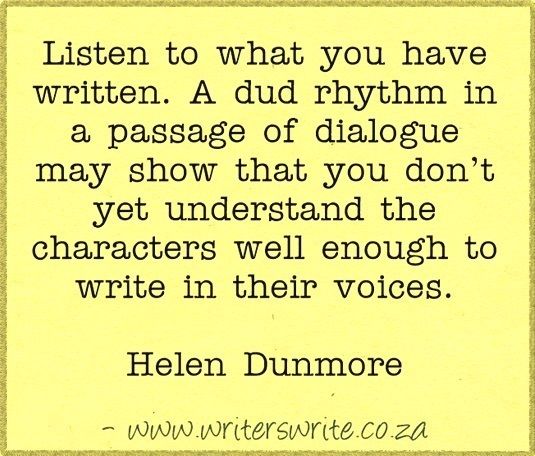 Listen to what you have
written. A dud rhythm in
a passage of dialogue
may show that you don't
yet understand the
characters well enough to
write in their voices.
Helen Dunmore
- www.writerswrite.co.za